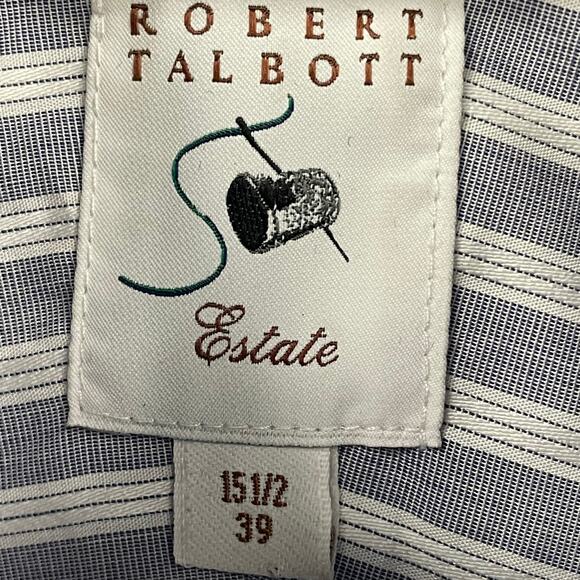 ROBERT
TALBOTT
Estate
15 1/2
39